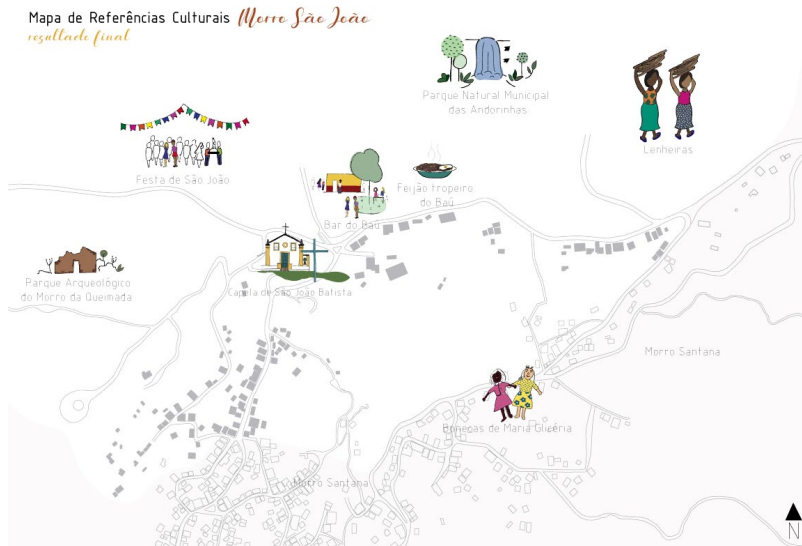 Mapa de Referências Culturais Morro São João
resultado final
Parque Natural Municipal
das Andorinhas
Lenheiras
Festa de São João
Feijão tropeiro
do Baú
Bar do Baú
Parque Arqueológico
do Morro da Queimada
Capela de São João Batista
Morro Santana
Bonecas de Maria Glicéria
Morro Santana
N